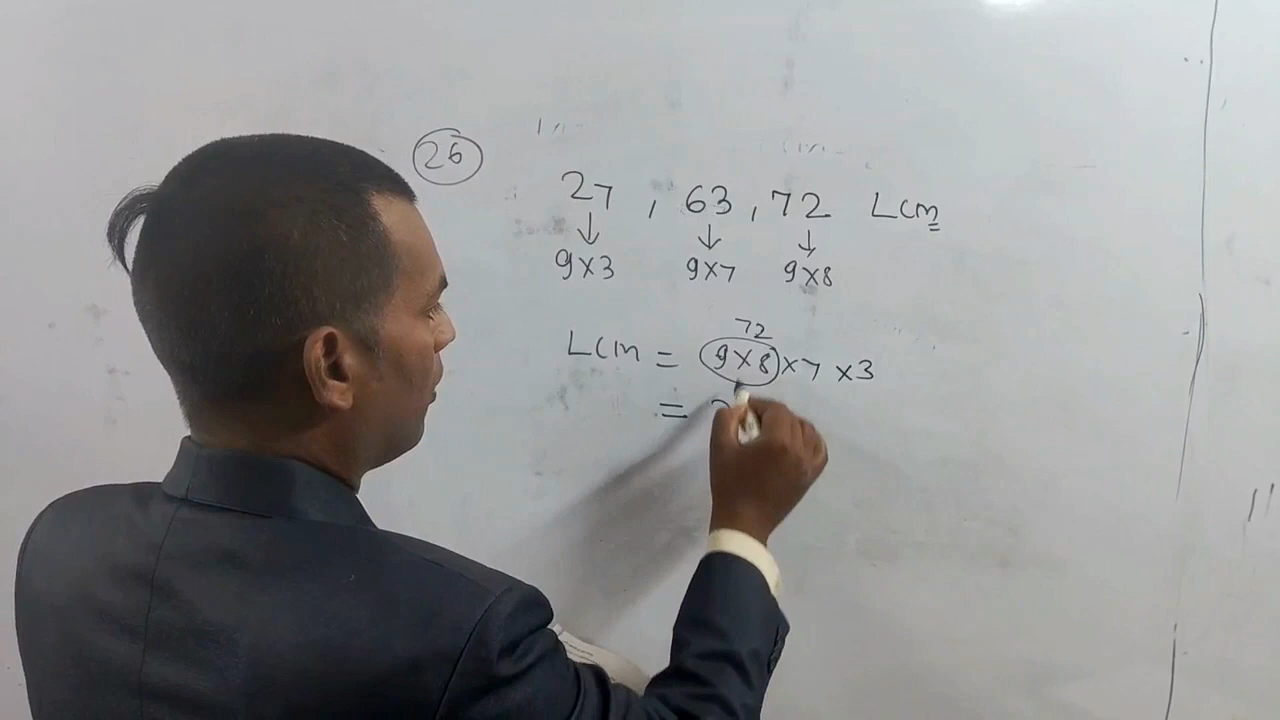 26
27 , 63 , 72 LCM
↓ ↓ ↓
9×3 9×7 9×8
72
LCM = 9×8 ×7 ×3
=